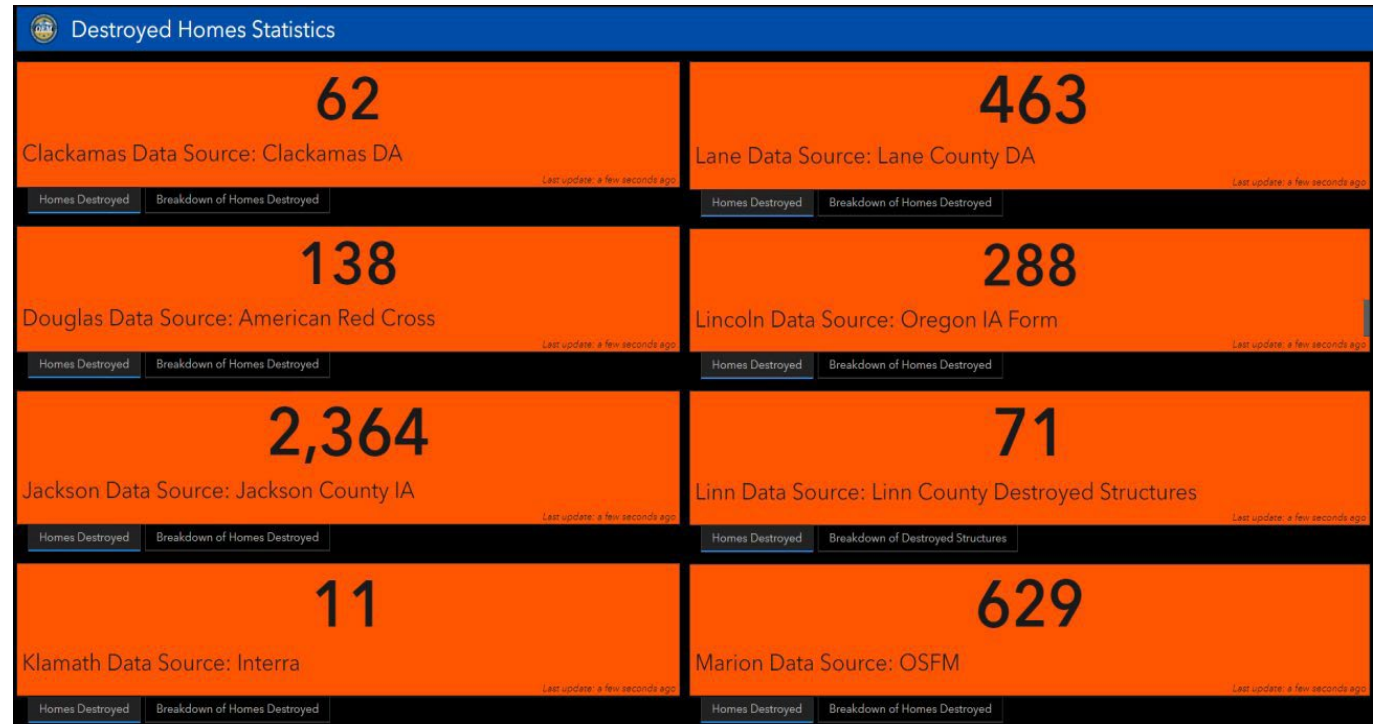 Destroyed Homes Statistics
62
Clackamas Data Source: Clackamas DA
Last update: a few seconds ago
Homes Destroyed Breakdown of Homes Destroyed
463
Lane Data Source: Lane County DA
Last update: a few seconds ago
Homes Destroyed Breakdown of Homes Destroyed
138
Douglas Data Source: American Red Cross
Last update: a few seconds ago
Homes Destroyed Breakdown of Homes Destroyed
288
Lincoln Data Source: Oregon IA Form
Last update: a few seconds ago
Homes Destroyed Breakdown of Homes Destroyed
2,364
Jackson Data Source: Jackson County IA
Last update: a few seconds ago
Homes Destroyed Breakdown of Homes Destroyed
71
Linn Data Source: Linn County Destroyed Structures
Last update: a few seconds ago
Homes Destroyed Breakdown of Destroyed Structures
11
Klamath Data Source: Interra
Last update: a few seconds ago
Homes Destroyed Breakdown of Homes Destroyed
629
Marion Data Source: OSFM
Last update: a few seconds ago
Homes Destroyed Breakdown of Homes Destroyed